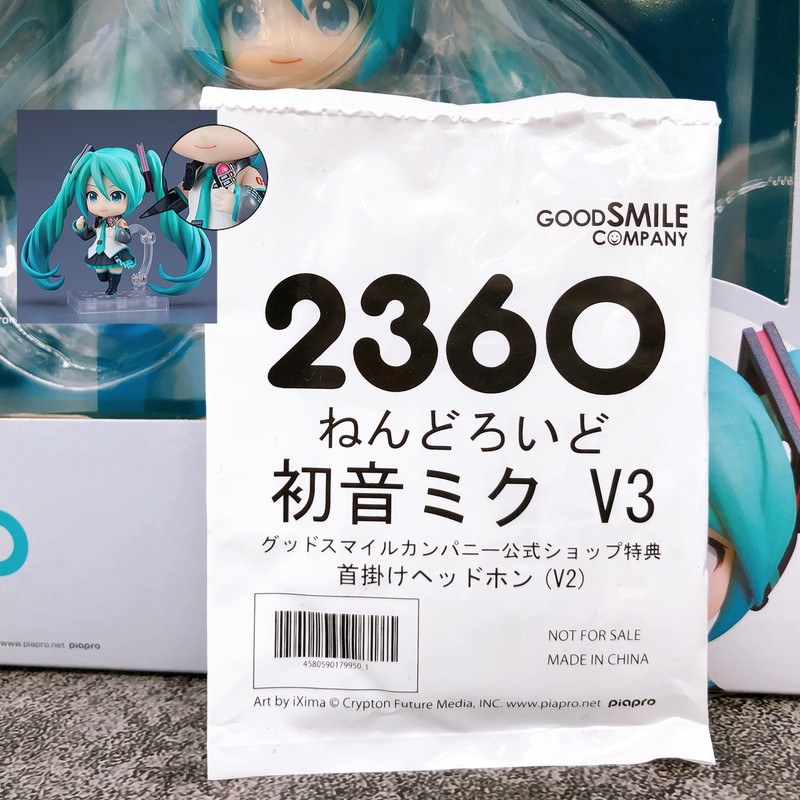 GOODSMILE
COMPANY
2360
ねんどろいど
初音ミク V3
グッドスマイルカンパニー公式ショップ特典
首掛けヘッドホン (V2)
4580590179950 1
NOT FOR SALE
MADE IN CHINA
Art by iXima © Crypton Future Media, INC. www.piapro.net piapro
www.piapro.net piapro